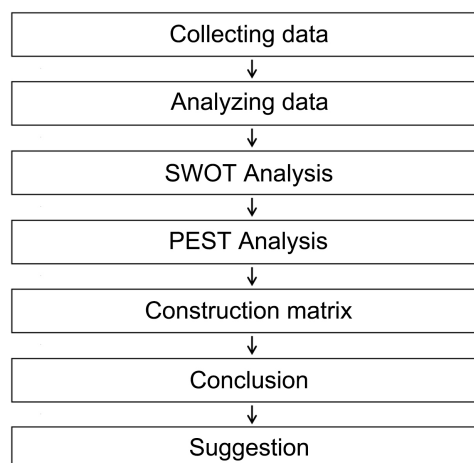 Collecting data
Analyzing data
SWOT Analysis
PEST Analysis
Construction matrix
Conclusion
Suggestion